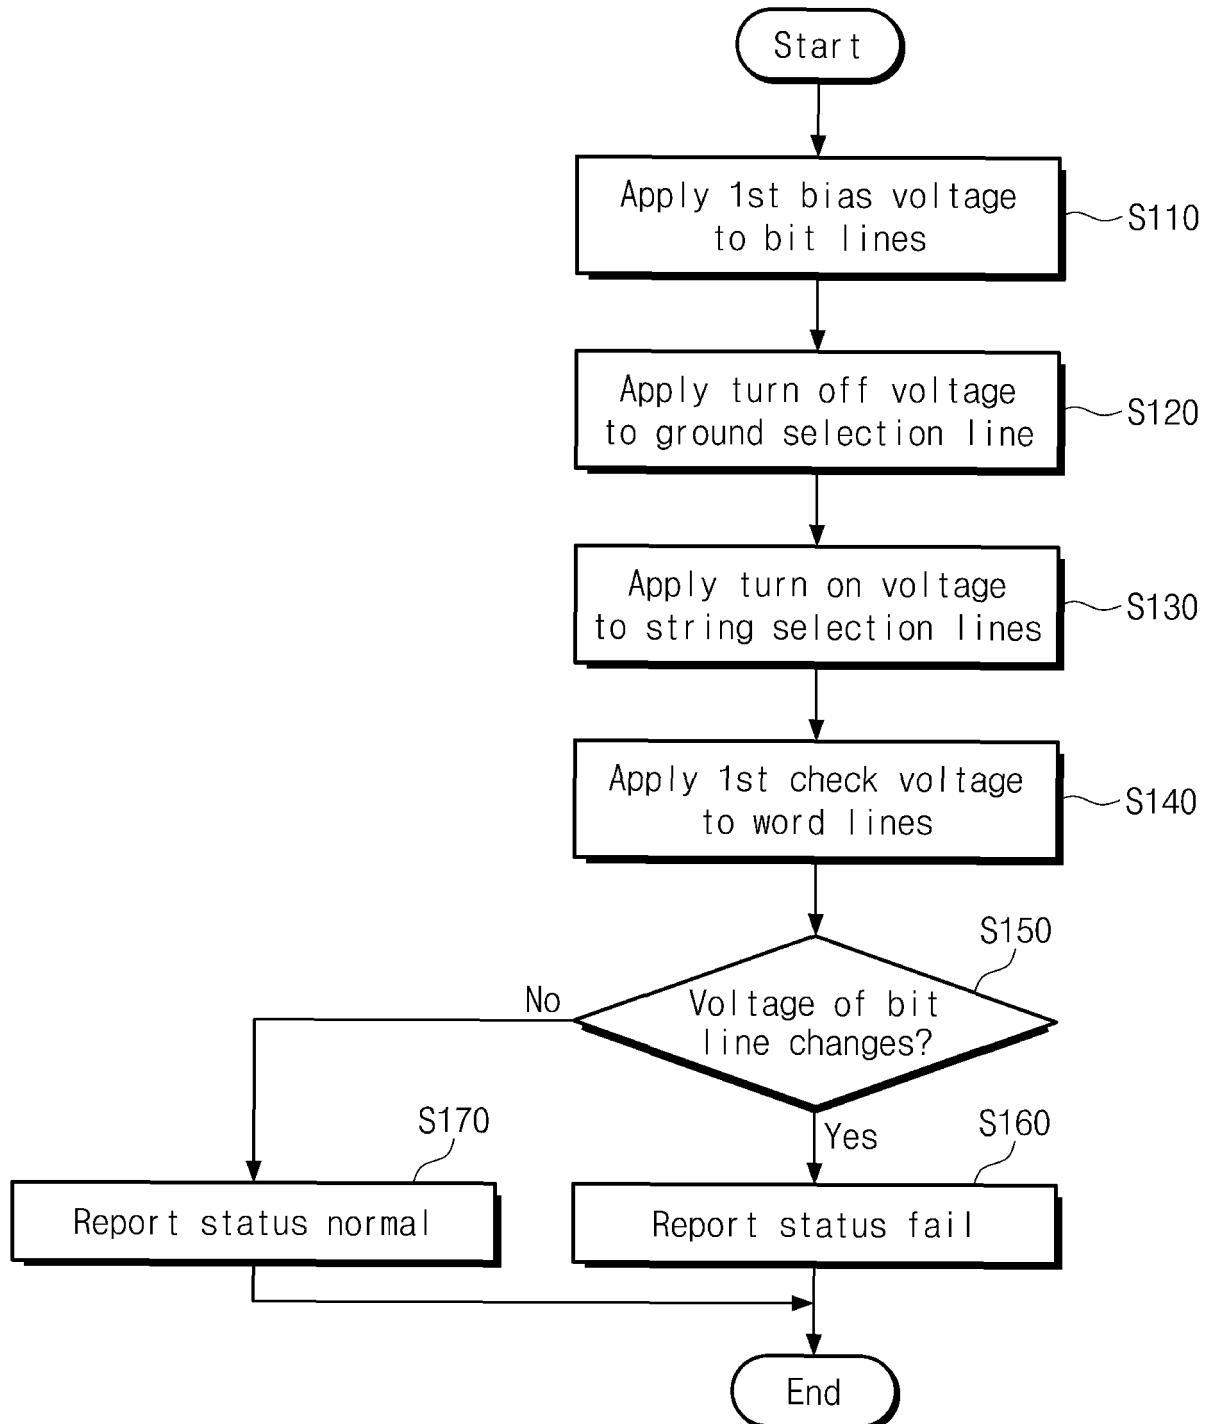 Start
Apply 1st bias voltage
to bit lines
S110
Apply turn off voltage
to ground selection line
S120
Apply turn on voltage
to string selection lines
S130
Apply 1st check voltage
to word lines
S140
S150
No
Voltage of bit
line changes?
Yes
S170
S160
Report status normal
Report status fail
End